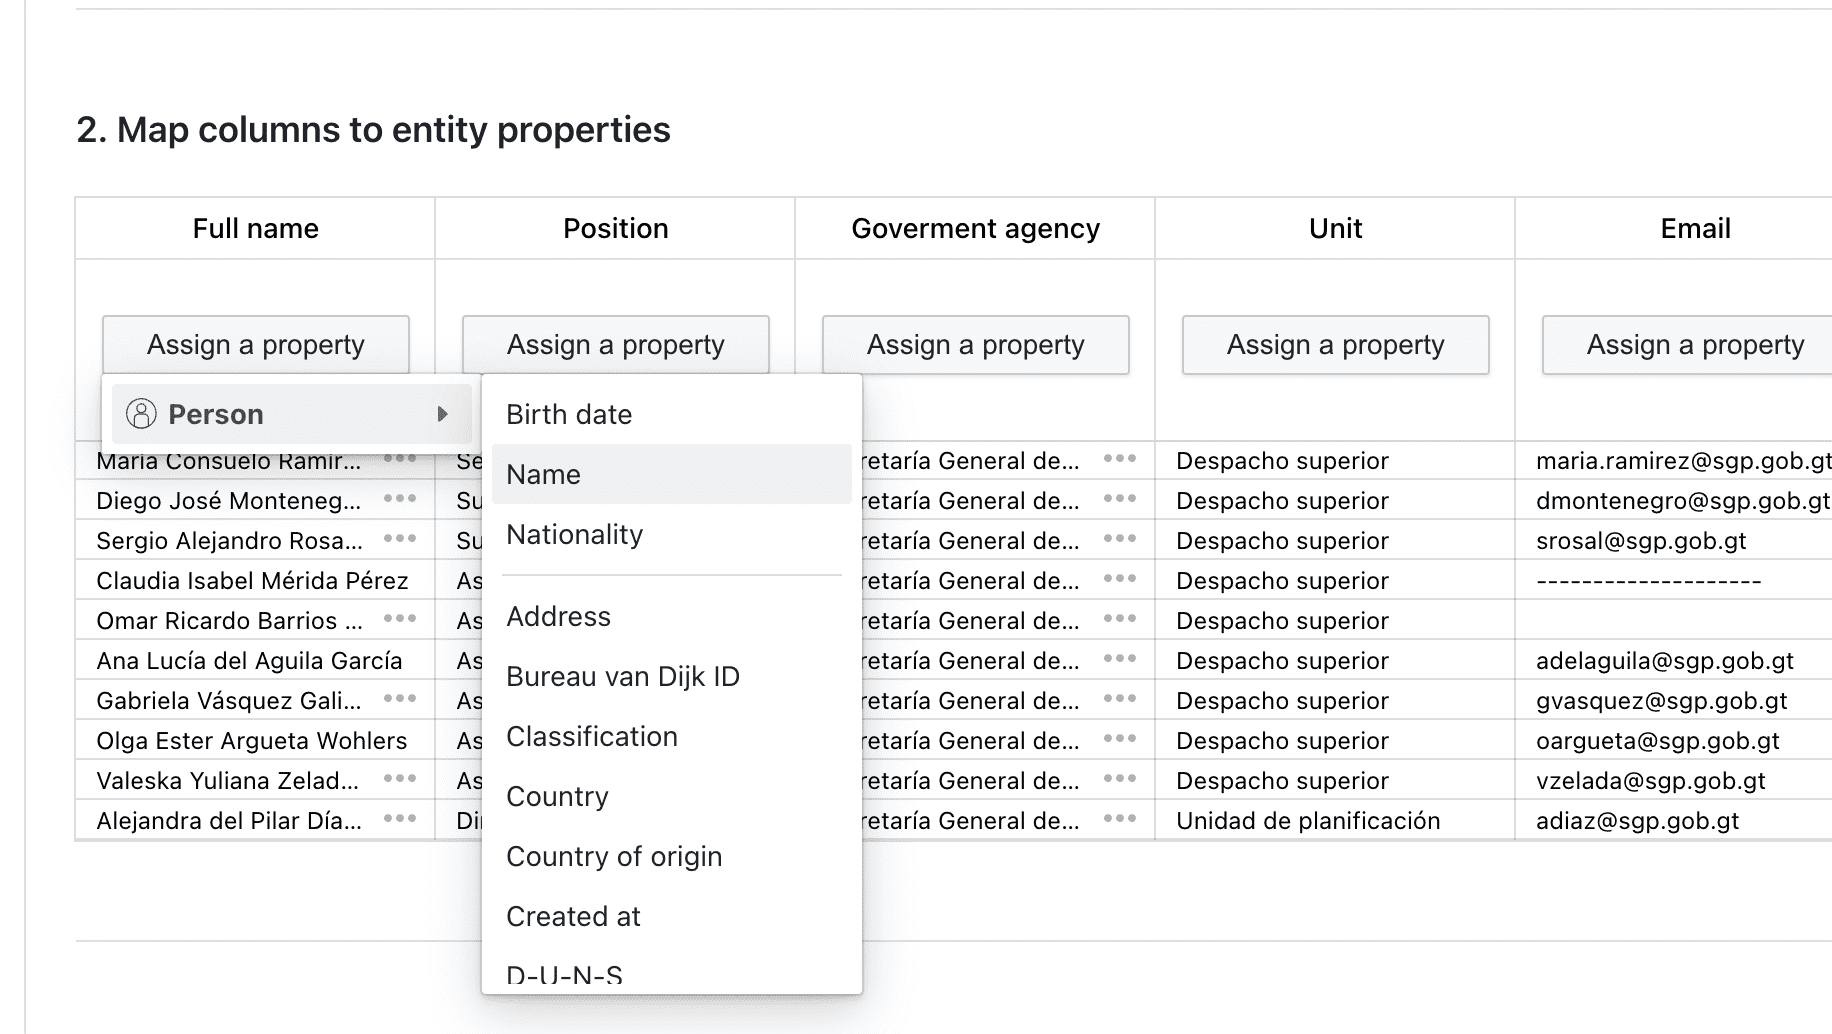 2. Map columns to entity properties
Full name Position Goverment agency Unit Email
Assign a property Assign a property Assign a property Assign a property Assign a property
Person
Birth date
Name
Nationality
Address
Bureau van Dijk ID
Classification
Country
Country of origin
Created at
D-U-N-S
María Consuelo Ramír... Se retaría General de... Despacho superior maria.ramirez@sgp.gob.gt
Diego José Monteneg... Su retaría General de... Despacho superior dmontenegro@sgp.gob.gt
Sergio Alejandro Rosa... Su retaría General de... Despacho superior srosal@sgp.gob.gt
Claudia Isabel Mérida Pérez As retaría General de... Despacho superior --------------------
Omar Ricardo Barrios ... As retaría General de... Despacho superior
Ana Lucía del Aguila García As retaría General de... Despacho superior adelaguila@sgp.gob.gt
Gabriela Vásquez Gali... As retaría General de... Despacho superior gvasquez@sgp.gob.gt
Olga Ester Argueta Wohlers As retaría General de... Despacho superior oargueta@sgp.gob.gt
Valeska Yuliana Zelad... As retaría General de... Despacho superior vzelada@sgp.gob.gt
Alejandra del Pilar Día... Di retaría General de... Unidad de planificación adiaz@sgp.gob.gt